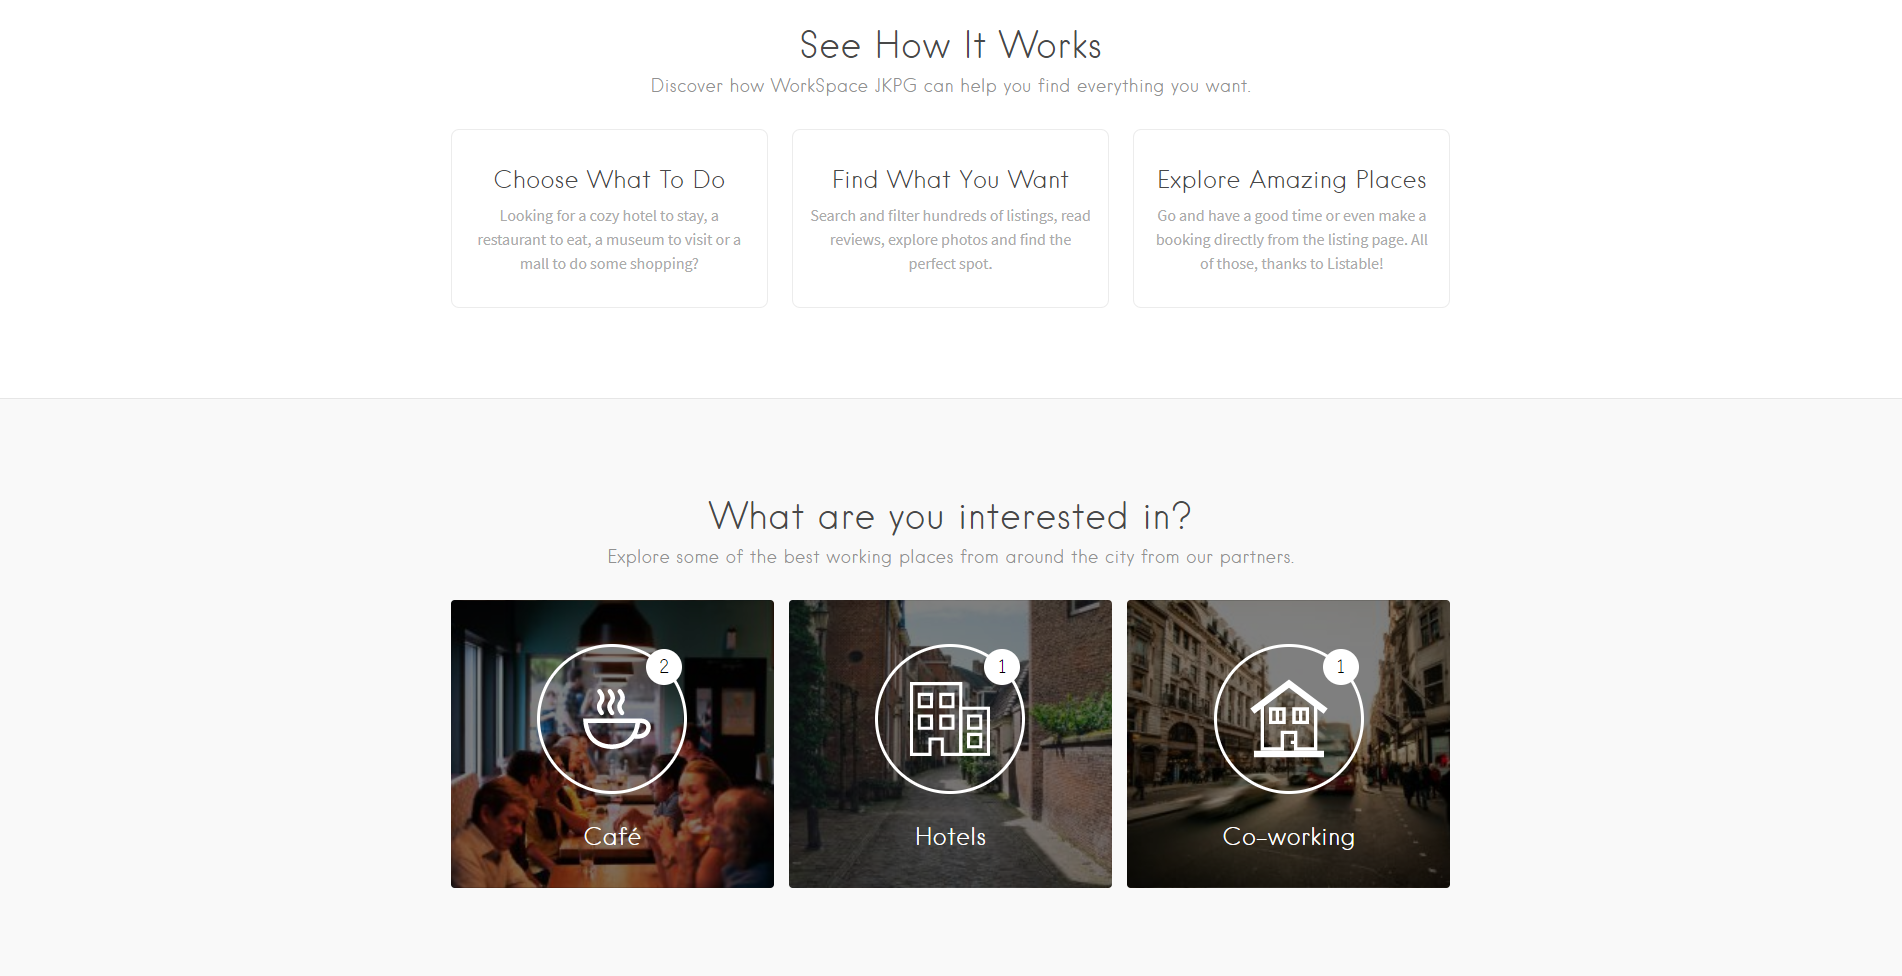 See How It Works
Discover how WorkSpace JKPG can help you find everything you want.
Choose What To Do
Looking for a cozy hotel to stay, a
restaurant to eat, a museum to visit or a
mall to do some shopping?
Find What You Want
Search and filter hundreds of listings, read
reviews, explore photos and find the
perfect spot.
Explore Amazing Places
Go and have a good time or even make a
booking directly from the listing page. All
of those, thanks to Listable!
What are you interested in?
Explore some of the best working places from around the city from our partners.
2
Café
1
Hotels
1
Co-working